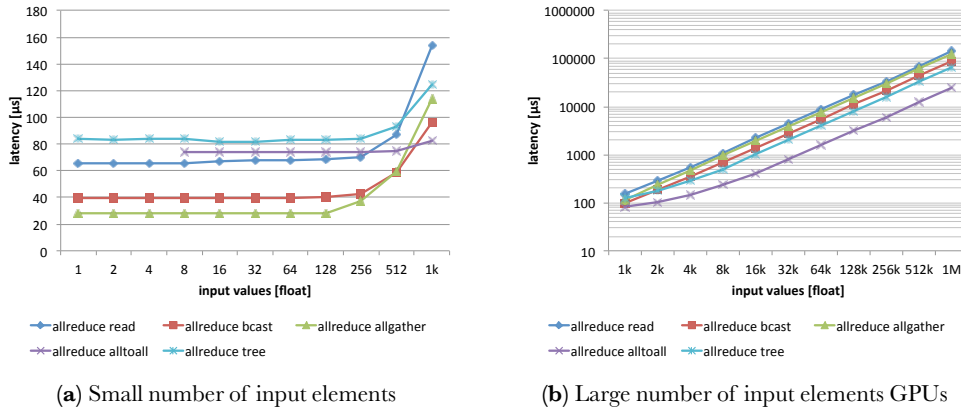 latency [µs]
180
160
140
120
100
80
60
40
20
0
1 2 4 8 16 32 64 128 256 512 1k
input values [float]
allreduce read allreduce bcast allreduce allgather
allreduce alltoall allreduce tree
(a) Small number of input elements
latency [µs]
1000000
100000
10000
1000
100
10
1k 2k 4k 8k 16k 32k 64k 128k 256k 512k 1M
input values [float]
allreduce read allreduce bcast allreduce allgather
allreduce alltoall allreduce tree
(b) Large number of input elements GPUs